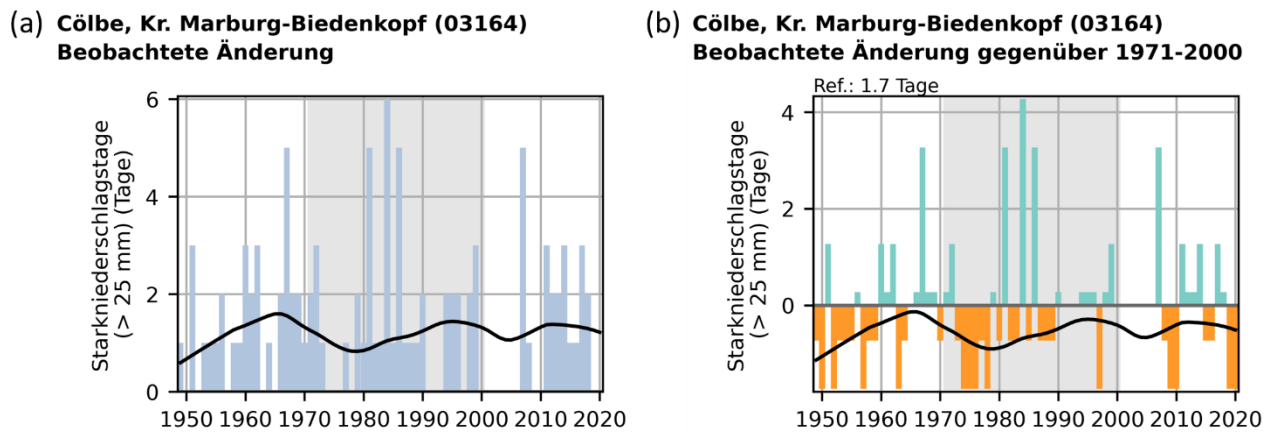 (a) Cölbe, Kr. Marburg-Biedenkopf (03164)
Beobachtete Änderung
Starkniederschlagstage
(> 25 mm) (Tage)
6
4
2
0
1950 1960 1970 1980 1990 2000 2010 2020
(b) Cölbe, Kr. Marburg-Biedenkopf (03164)
Beobachtete Änderung gegenüber 1971-2000
Ref.: 1.7 Tage
Starkniederschlagstage
(> 25 mm) (Tage)
4
2
0
1950 1960 1970 1980 1990 2000 2010 2020